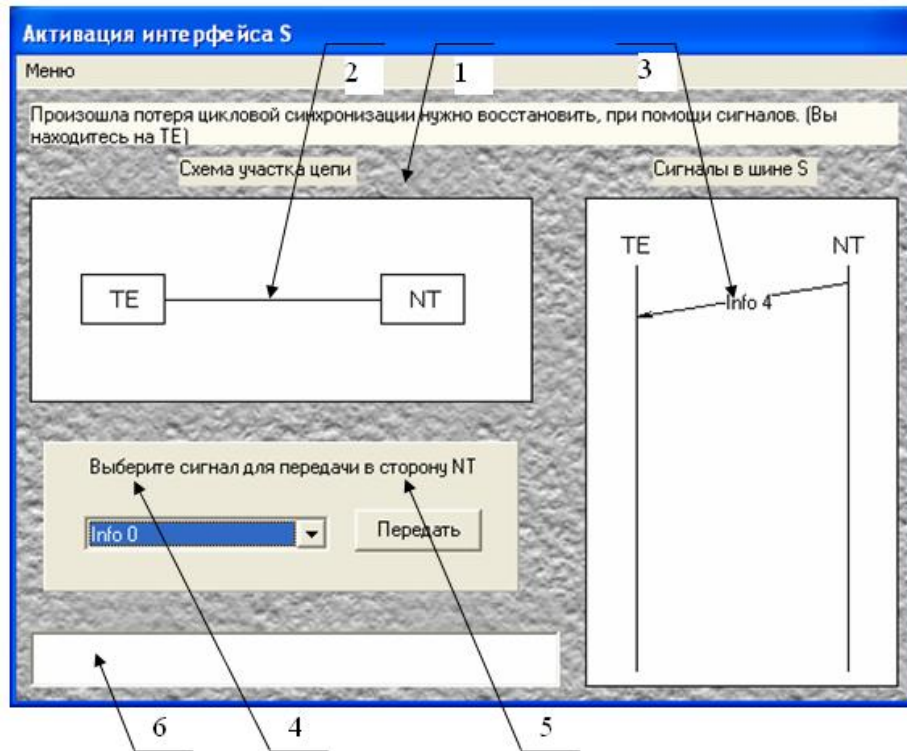 Активация интерфейса S
2
1
3
Меню
Произошла потеря цикловой синхронизации нужно восстановить, при помощи сигналов. (Вы
находитесь на TE)
Схема участка цепи
Сигналы в шине S
TE
NT
TE
NT
Info 4
Выберите сигнал для передачи в сторону NT
Info 0
Передать
6
4
5